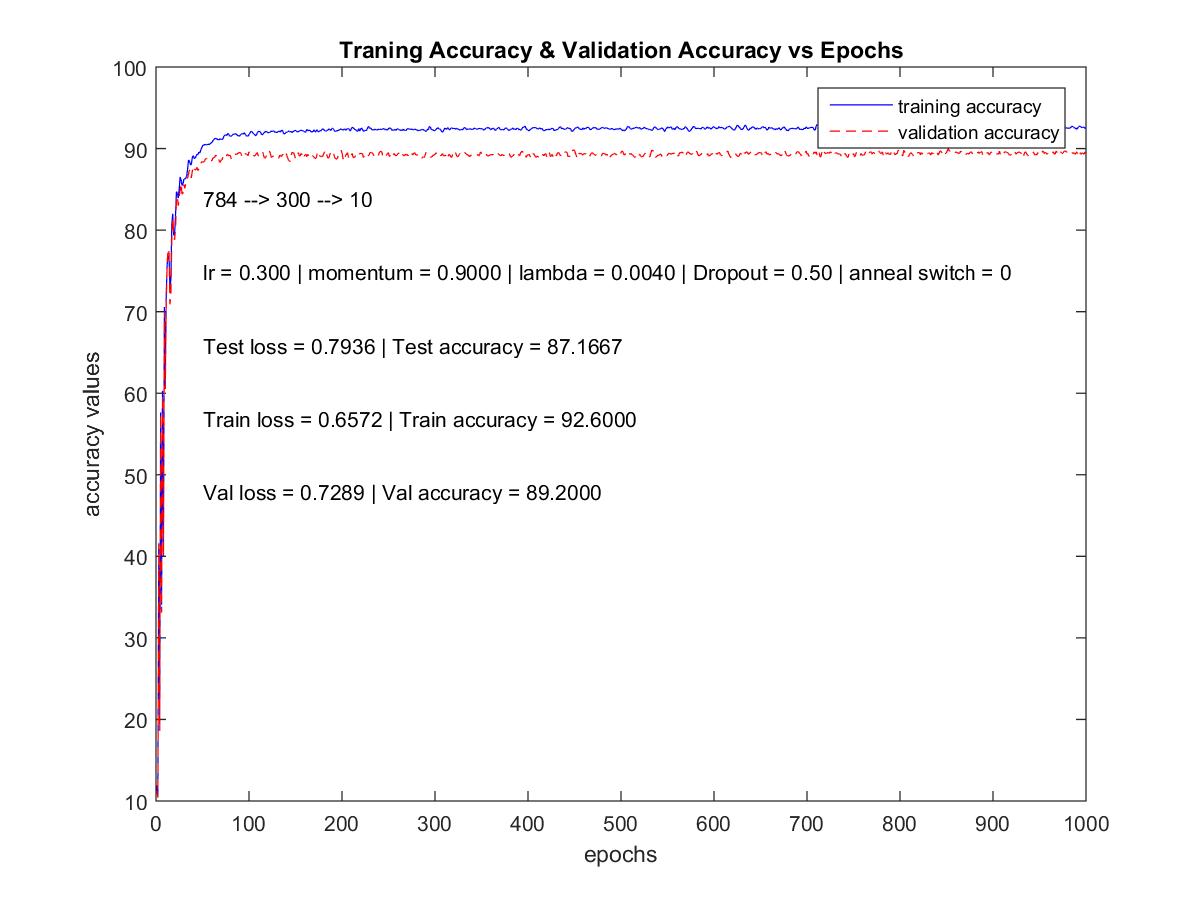 Traning Accuracy & Validation Accuracy vs Epochs
100
90
80
70
60
50
40
30
20
10
accuracy values
training accuracy
validation accuracy
784 --> 300 --> 10
lr = 0.300 | momentum = 0.9000 | lambda = 0.0040 | Dropout = 0.50 | anneal switch = 0
Test loss = 0.7936 | Test accuracy = 87.1667
Train loss = 0.6572 | Train accuracy = 92.6000
Val loss = 0.7289 | Val accuracy = 89.2000
0 100 200 300 400 500 600 700 800 900 1000
epochs